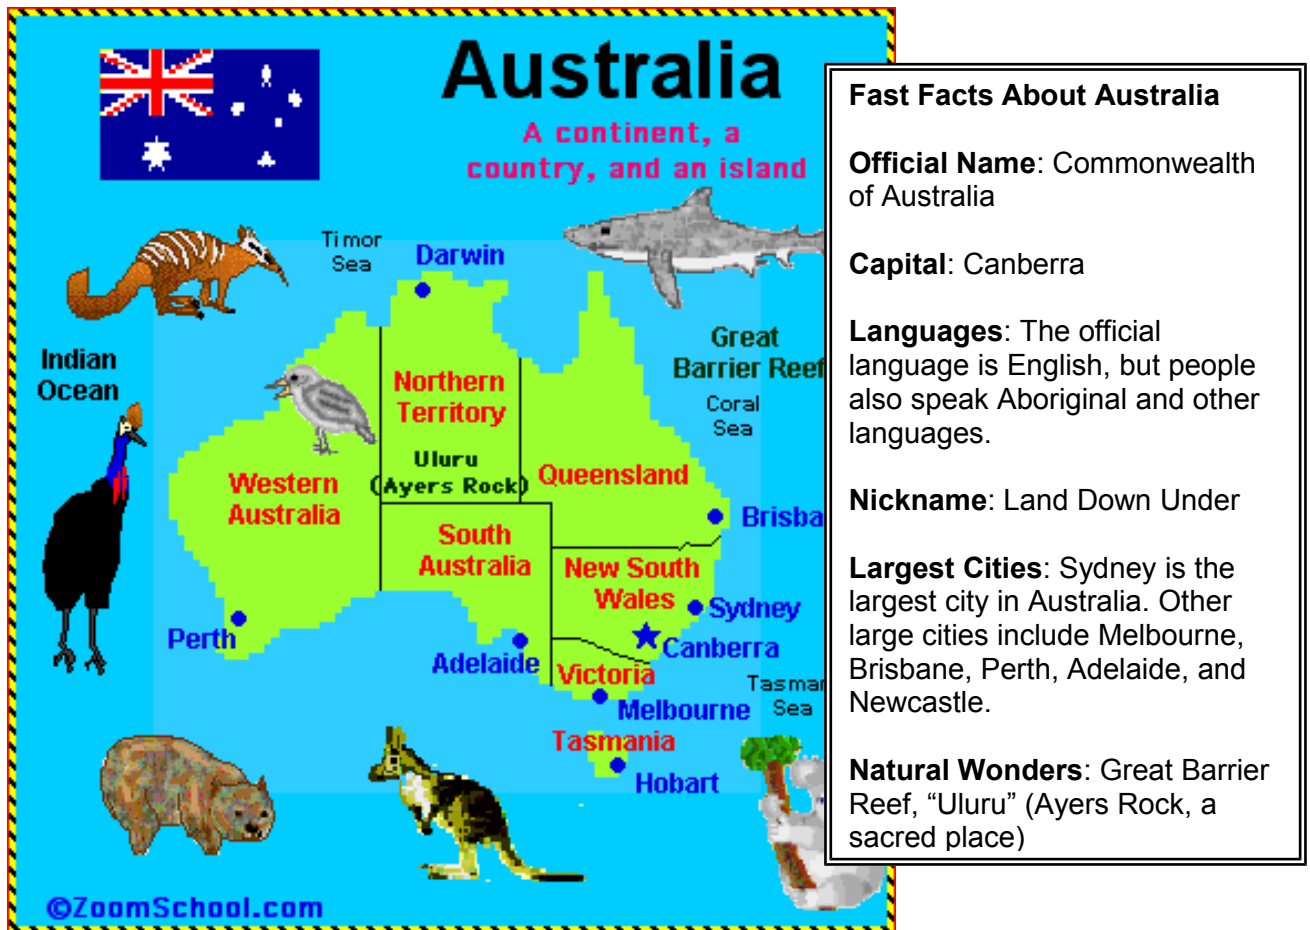 Australia
A continent, a
country, and an island
Timor
Sea
Darwin
Indian
Ocean
Great
Barrier Reef
Coral
Sea
Northern
Territory
Uluru
(Ayers Rock)
Western
Australia
Queensland
South
Australia
Brisba
New South
Wales
Sydney
Perth
Adelaide
Canberra
Victoria
Tasman
Sea
Melbourne
Tasmania
Hobart
©ZoomSchool.com
Fast Facts About Australia
Official Name: Commonwealth
of Australia
Capital: Canberra
Languages: The official
language is English, but people
also speak Aboriginal and other
languages.
Nickname: Land Down Under
Largest Cities: Sydney is the
largest city in Australia. Other
large cities include Melbourne,
Brisbane, Perth, Adelaide, and
Newcastle.
Natural Wonders: Great Barrier
Reef, “Uluru” (Ayers Rock, a
sacred place)